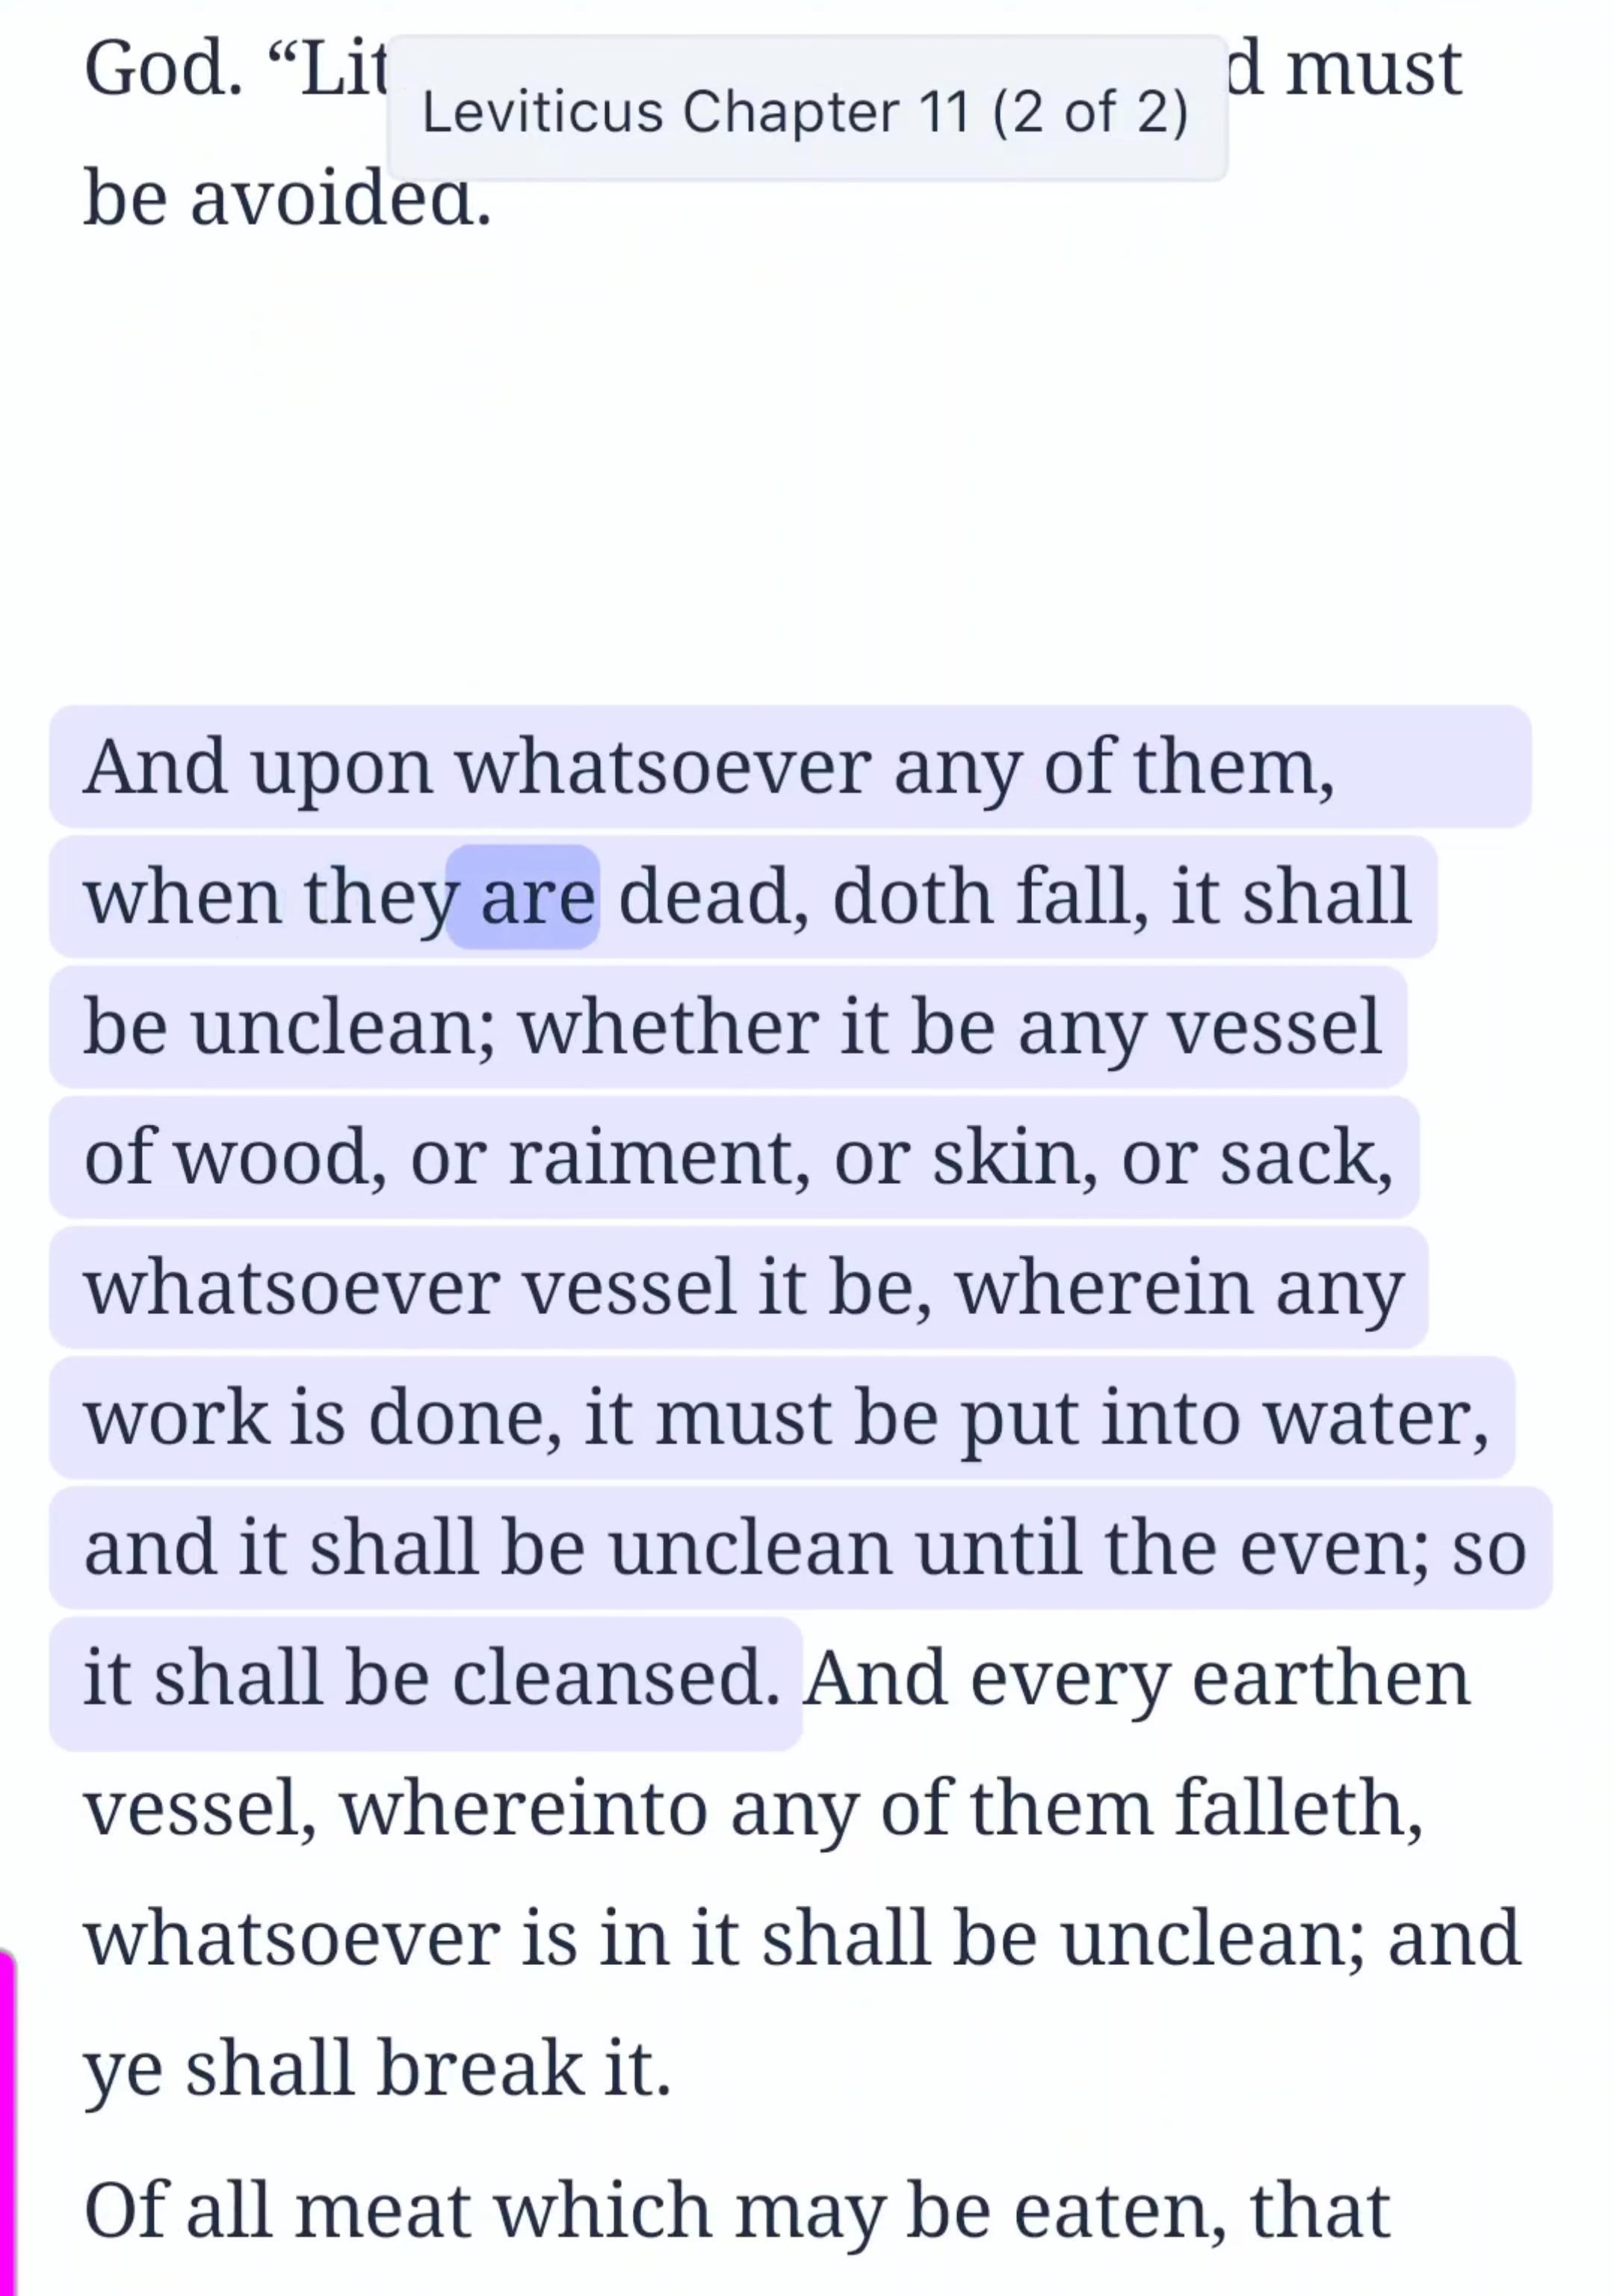 God. “Lit
Leviticus Chapter 11 (2 of 2)
d must
be avoided.
And upon whatsoever any of them,
when they are dead, doth fall, it shall
be unclean; whether it be any vessel
of wood, or raiment, or skin, or sack,
whatsoever vessel it be, wherein any
work is done, it must be put into water,
and it shall be unclean until the even; so
it shall be cleansed. And every earthen
vessel, whereinto any of them falleth,
whatsoever is in it shall be unclean; and
ye shall break it.
Of all meat which may be eaten, that